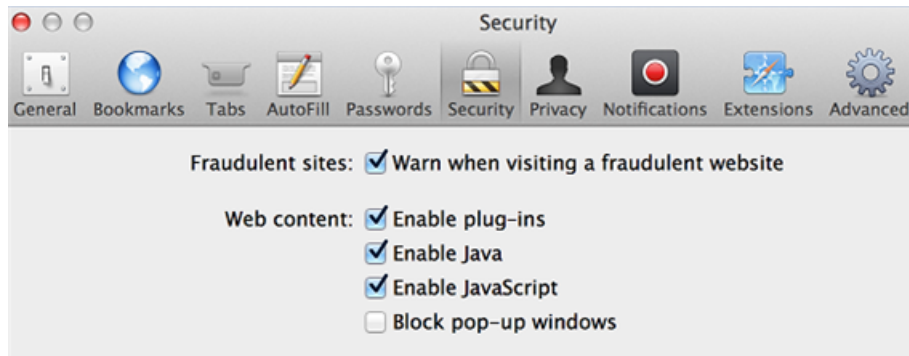 Security
General Bookmarks Tabs AutoFill Passwords Security Privacy Notifications Extensions Advanced
Fraudulent sites: Warn when visiting a fraudulent website
Web content: Enable plug-ins
Enable Java
Enable JavaScript
Block pop-up windows